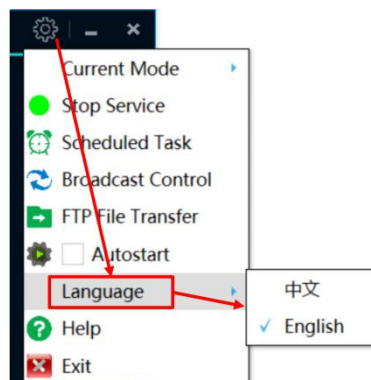 Current Mode
Stop Service
Scheduled Task
Broadcast Control
FTP File Transfer
Autostart
Language
中文
English
Help
Exit